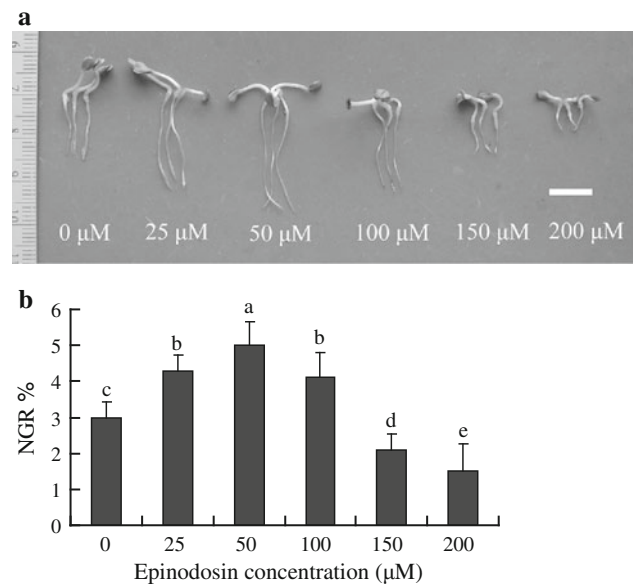 a
0 μM 25 μM 50 μM 100 μM 150 μM 200 μM
b
6
5
4
3
2
1
0
NGR %
c b a b d e
0 25 50 100 150 200
Epinodosin concentration (μM)